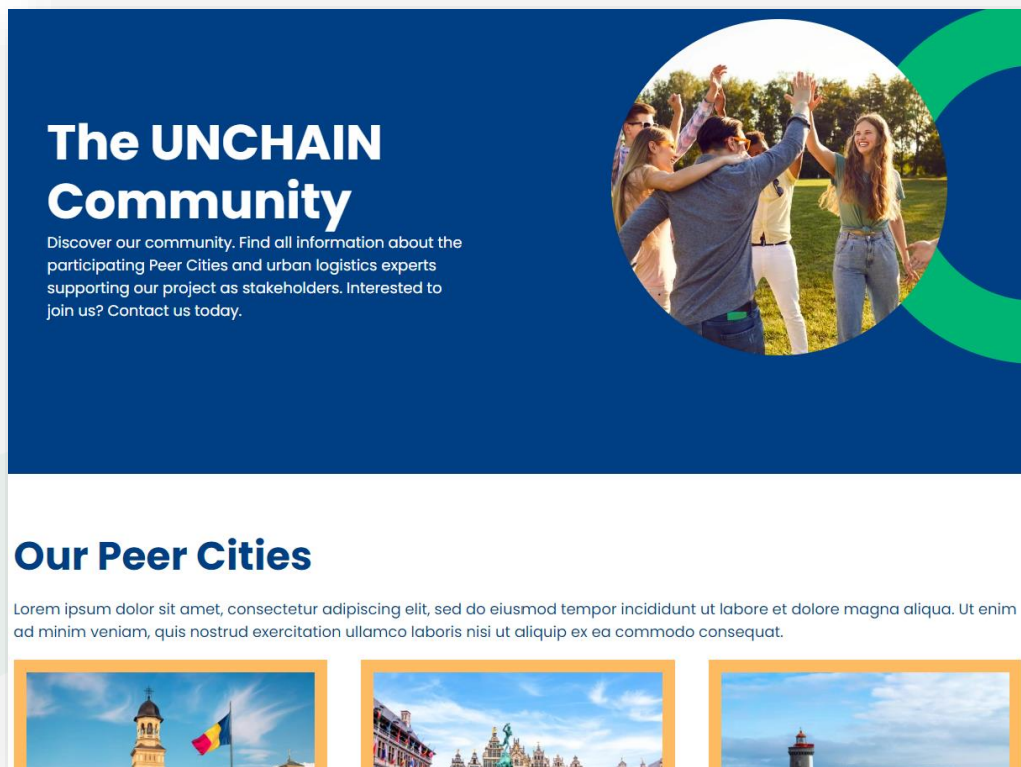 The UNCHAIN
Community
Discover our community. Find all information about the
participating Peer Cities and urban logistics experts
supporting our project as stakeholders. Interested to
join us? Contact us today.
Our Peer Cities
Lorem ipsum dolor sit amet, consectetur adipiscing elit, sed do eiusmod tempor incididunt ut labore et dolore magna aliqua. Ut enim
ad minim veniam, quis nostrud exercitation ullamco laboris nisi ut aliquip ex ea commodo consequat.